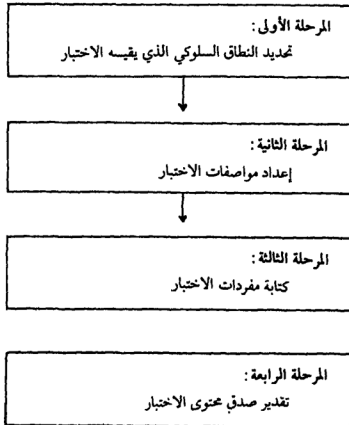 المرحلة الأولى:
تحديد النطاق السلوكي الذي يقيسه الاختبار
المرحلة الثانية:
إعداد مواصفات الاختبار
المرحلة الثالثة:
كتابة مفردات الاختبار
المرحلة الرابعة:
تقدير صدق محتوى الاختبار